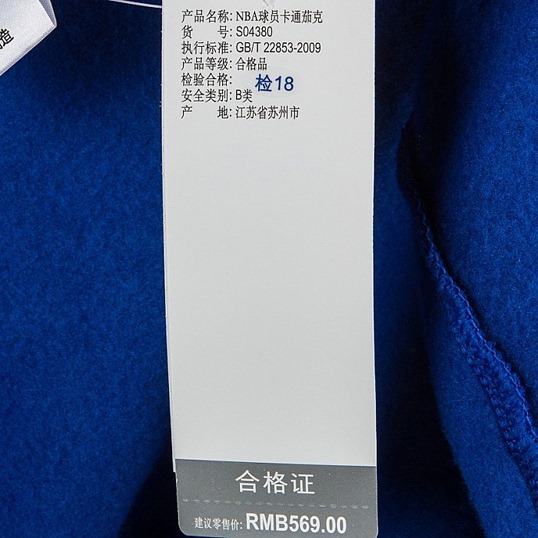 造
产品名称: NBA球员卡通茄克
货 号: S04380
执行标准: GB/T 22853-2009
产品等级: 合格品
检验合格: 检18
安全类别: B类
产 地: 江苏省苏州市
合格证
建议零售价: RMB569.00